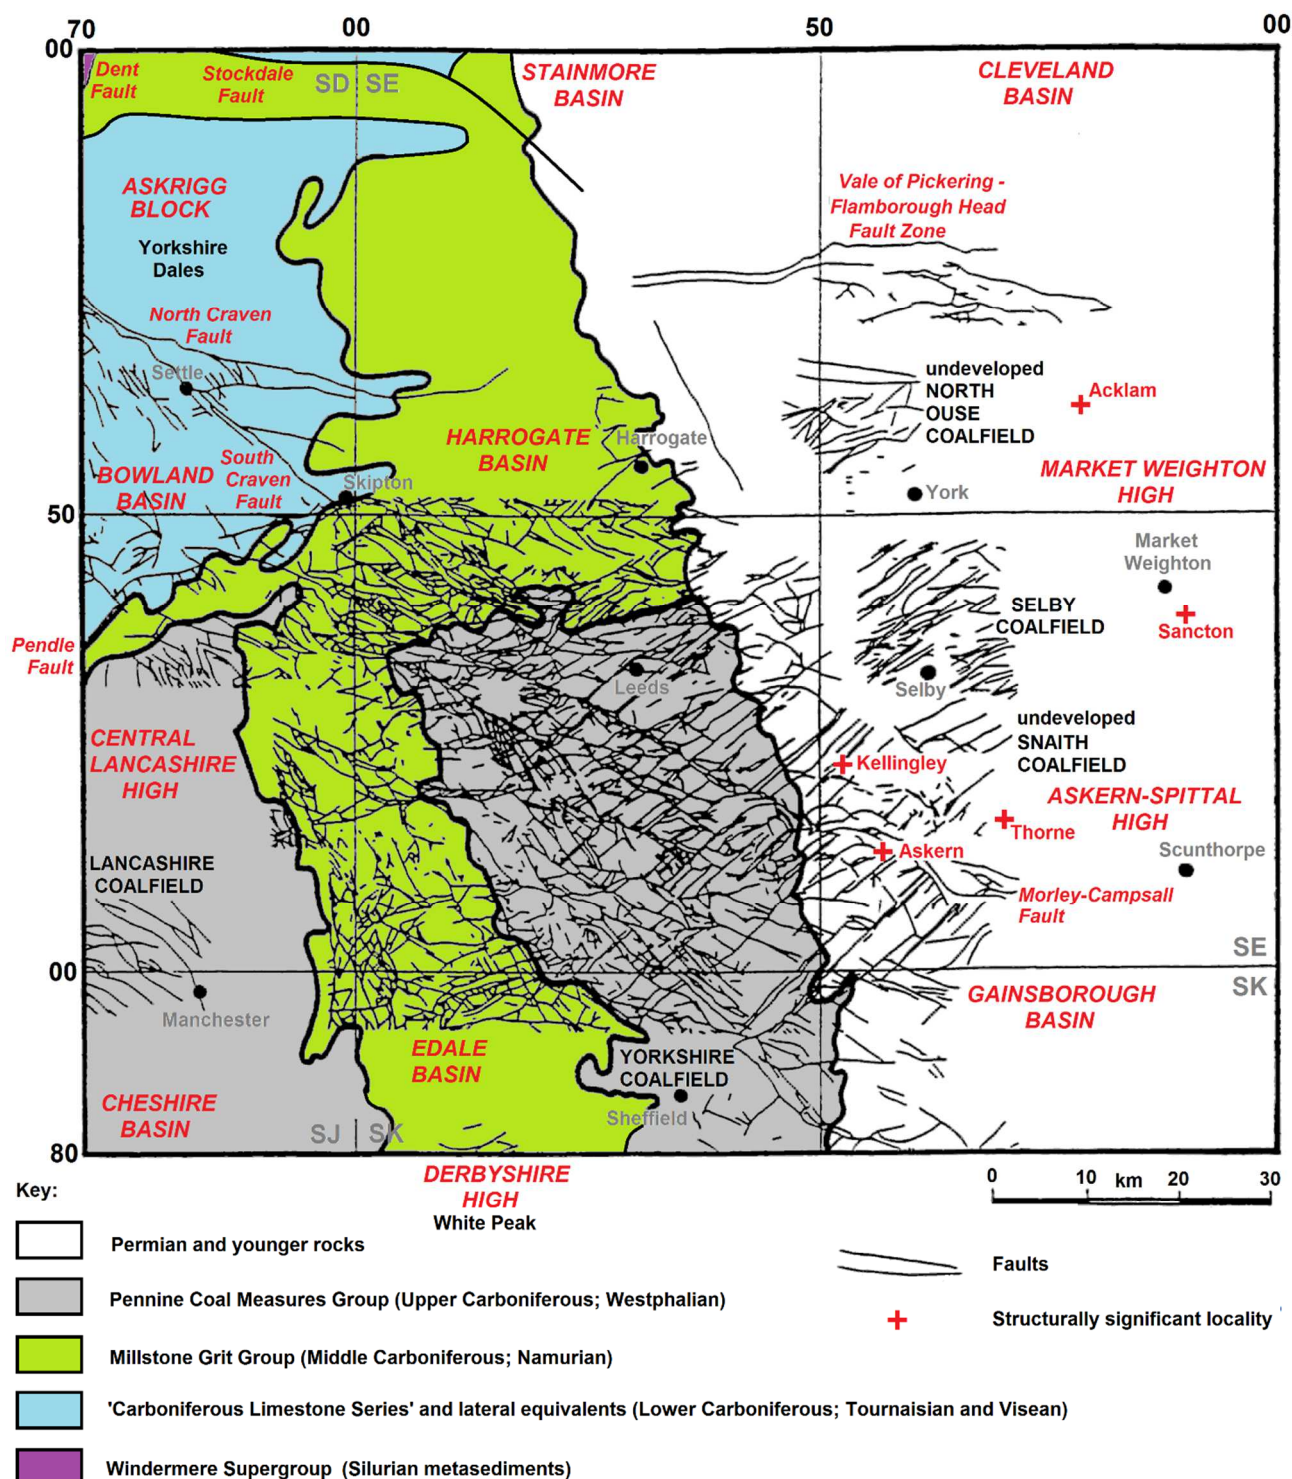 70
00
50
00
00
Dent
Fault
Stockdale
Fault
SD
SE
STAINMORE
BASIN
CLEVELAND
BASIN
ASKRIGG
BLOCK
Yorkshire
Dales
Vale of Pickering -
Flamborough Head
Fault Zone
North Craven
Fault
Settle
undeveloped
NORTH
OUSE
COALFIELD
Acklam
HARROGATE
BASIN
Harrogate
BOWLAND
BASIN
South
Craven
Fault
Skipton
MARKET WEIGHTON
HIGH
York
50
Market
Weighton
SELBY
COALFIELD
Sancton
Pendle
Fault
Leeds
Selby
undeveloped
SNAITH
COALFIELD
CENTRAL
LANCASHIRE
HIGH
Kellingley
ASKERN-SPITTAL
HIGH
Thorne
Askern
Scunthorpe
LANCASHIRE
COALFIELD
Morley-Campsall
Fault
SE
00
SK
Manchester
GAINSBOROUGH
BASIN
EDALE
BASIN
YORKSHIRE
COALFIELD
CHESHIRE
BASIN
Sheffield
SJ
SK
80
DERBYSHIRE
HIGH
White Peak
0 10 km 20 30
Key:
Permian and younger rocks
Pennine Coal Measures Group (Upper Carboniferous; Westphalian)
Millstone Grit Group (Middle Carboniferous; Namurian)
'Carboniferous Limestone Series' and lateral equivalents (Lower Carboniferous; Tournaisian and Visean)
Windermere Supergroup (Silurian metasediments)
Faults
Structurally significant locality